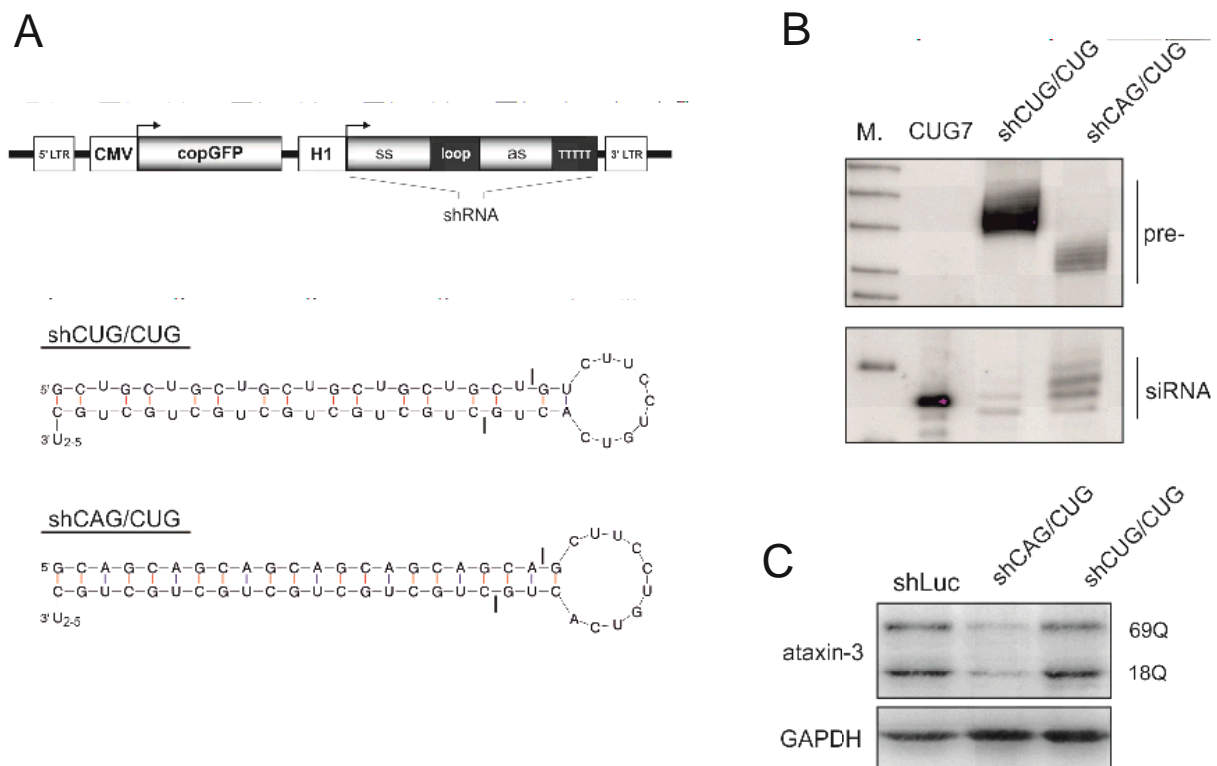 A
5' LTR CMV copGFP H1 ss loop as TTTTT 3' LTR
shRNA
shCUG/CUG
5' G C U G C U G C U G C U G C U G C U G C U G U C U U C C U G U C
C G U C G U C G U C G U C G U C G U C G U C A
3' U2-5
shCAG/CUG
5' G C A G C A G C A G C A G C A G C A G C A G C U U C C U G U C A
C G U C G U C G U C G U C G U C G U C G U C
3' U2-5
B
M. CUG7 shCUG/CUG shCAG/CUG
pre-
siRNA
C
shLuc shCAG/CUG shCUG/CUG
ataxin-3
69Q
18Q
GAPDH